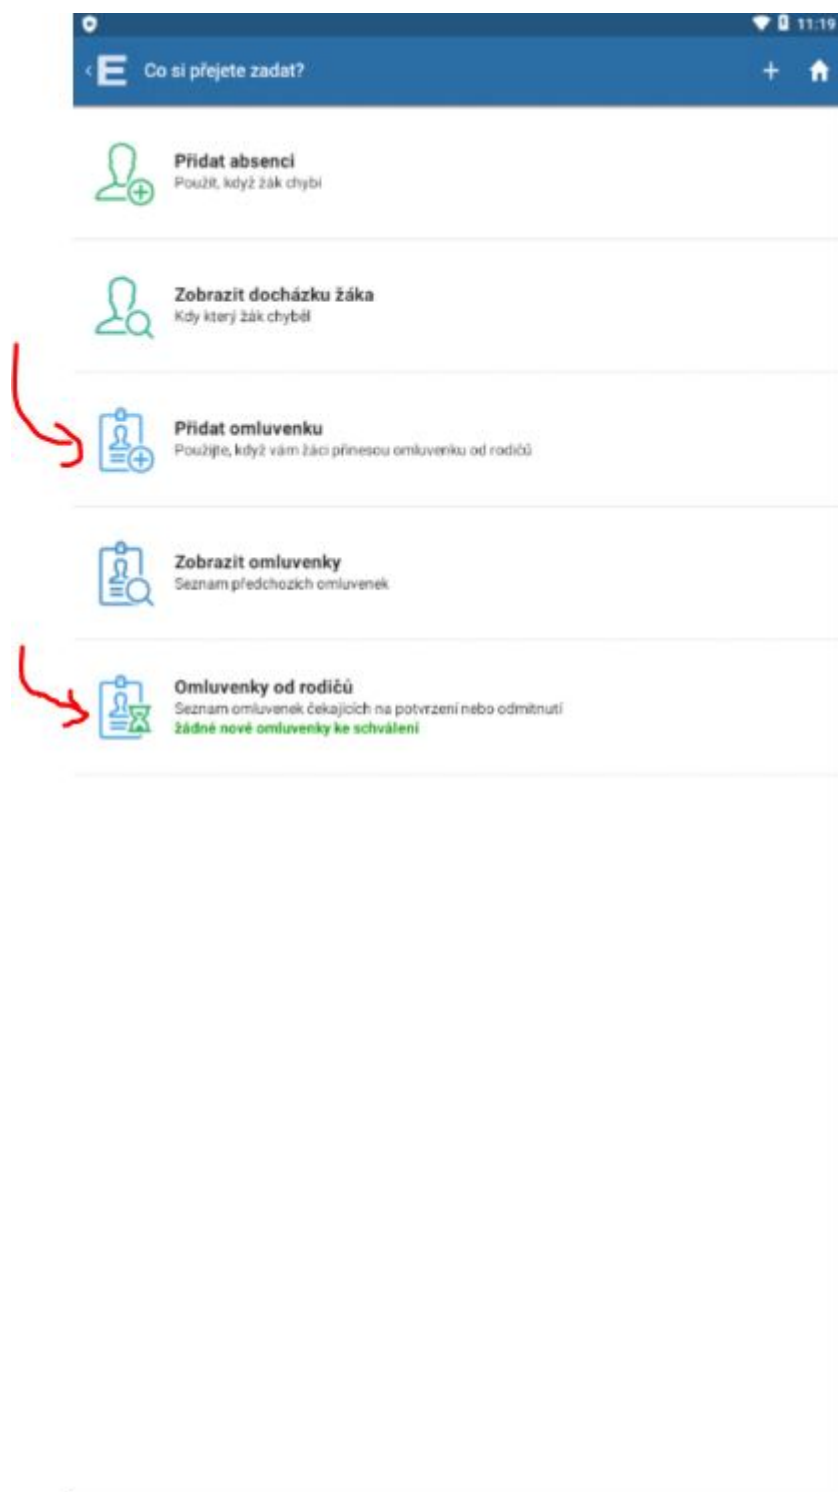 11:19
E Co si přejete zadat?
Přidat absenci
Použít, když žák chybí
Zobrazit docházku žáka
Kdy který žák chyběl
Přidat omluvenku
Použijte, když vám žáci přinesou omluvenku od rodičů
Zobrazit omluvenky
Seznam předchozích omluvenek
Omluvenky od rodičů
Seznam omluvenek čekajících na potvrzení nebo odmítnutí
žádné nové omluvenky ke schválení